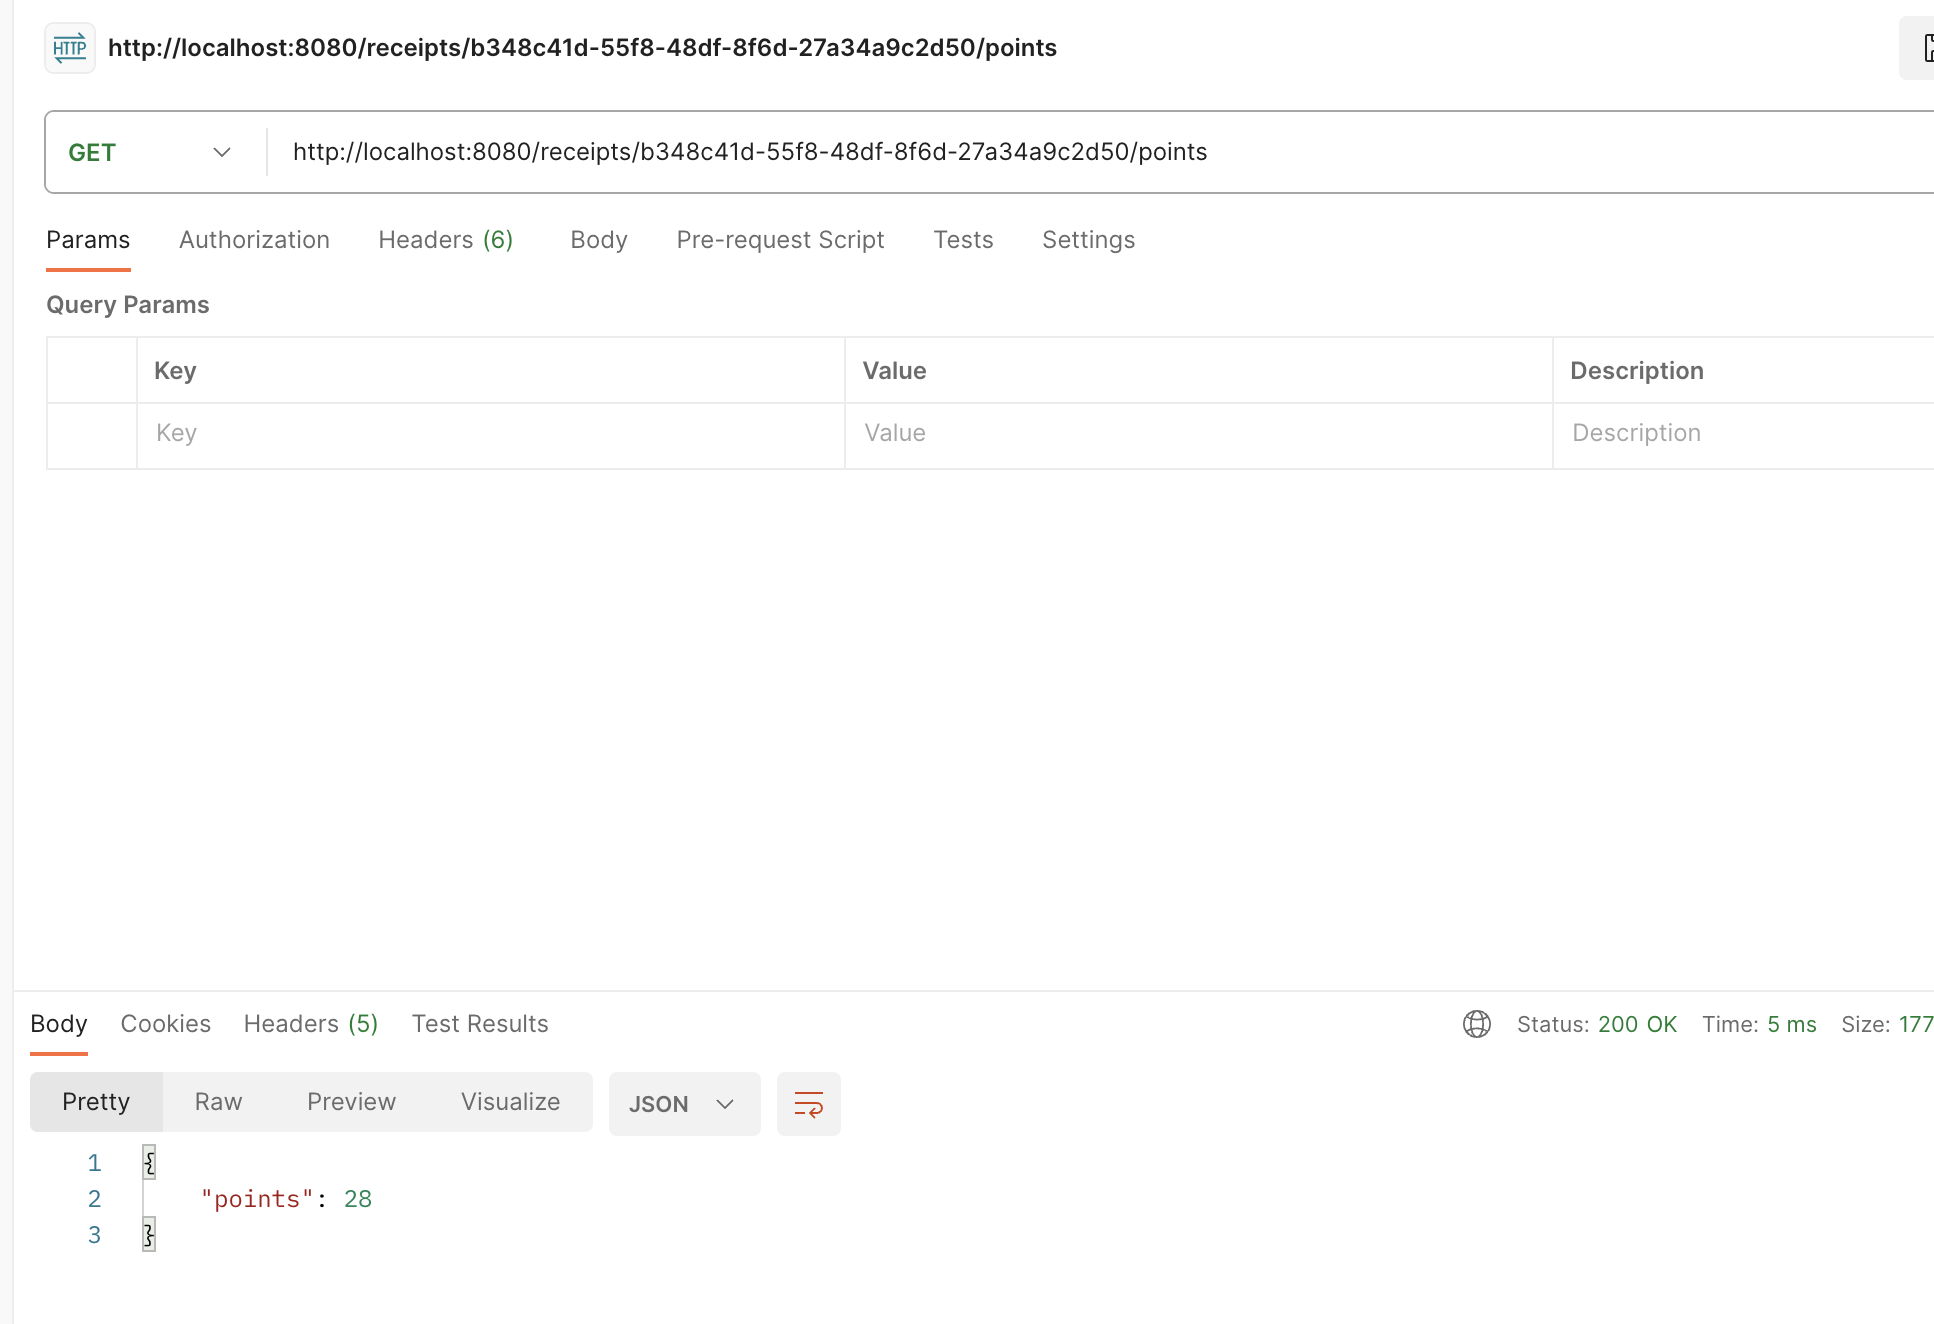 HTTP http://localhost:8080/receipts/b348c41d-55f8-48df-8f6d-27a34a9c2d50/points
GET http://localhost:8080/receipts/b348c41d-55f8-48df-8f6d-27a34a9c2d50/points
Params Authorization Headers (6) Body Pre-request Script Tests Settings
Query Params
Key Value Description
Key Value Description
Body Cookies Headers (5) Test Results Status: 200 OK Time: 5 ms Size: 177
Pretty Raw Preview Visualize JSON
1 {
2 "points": 28
3 }